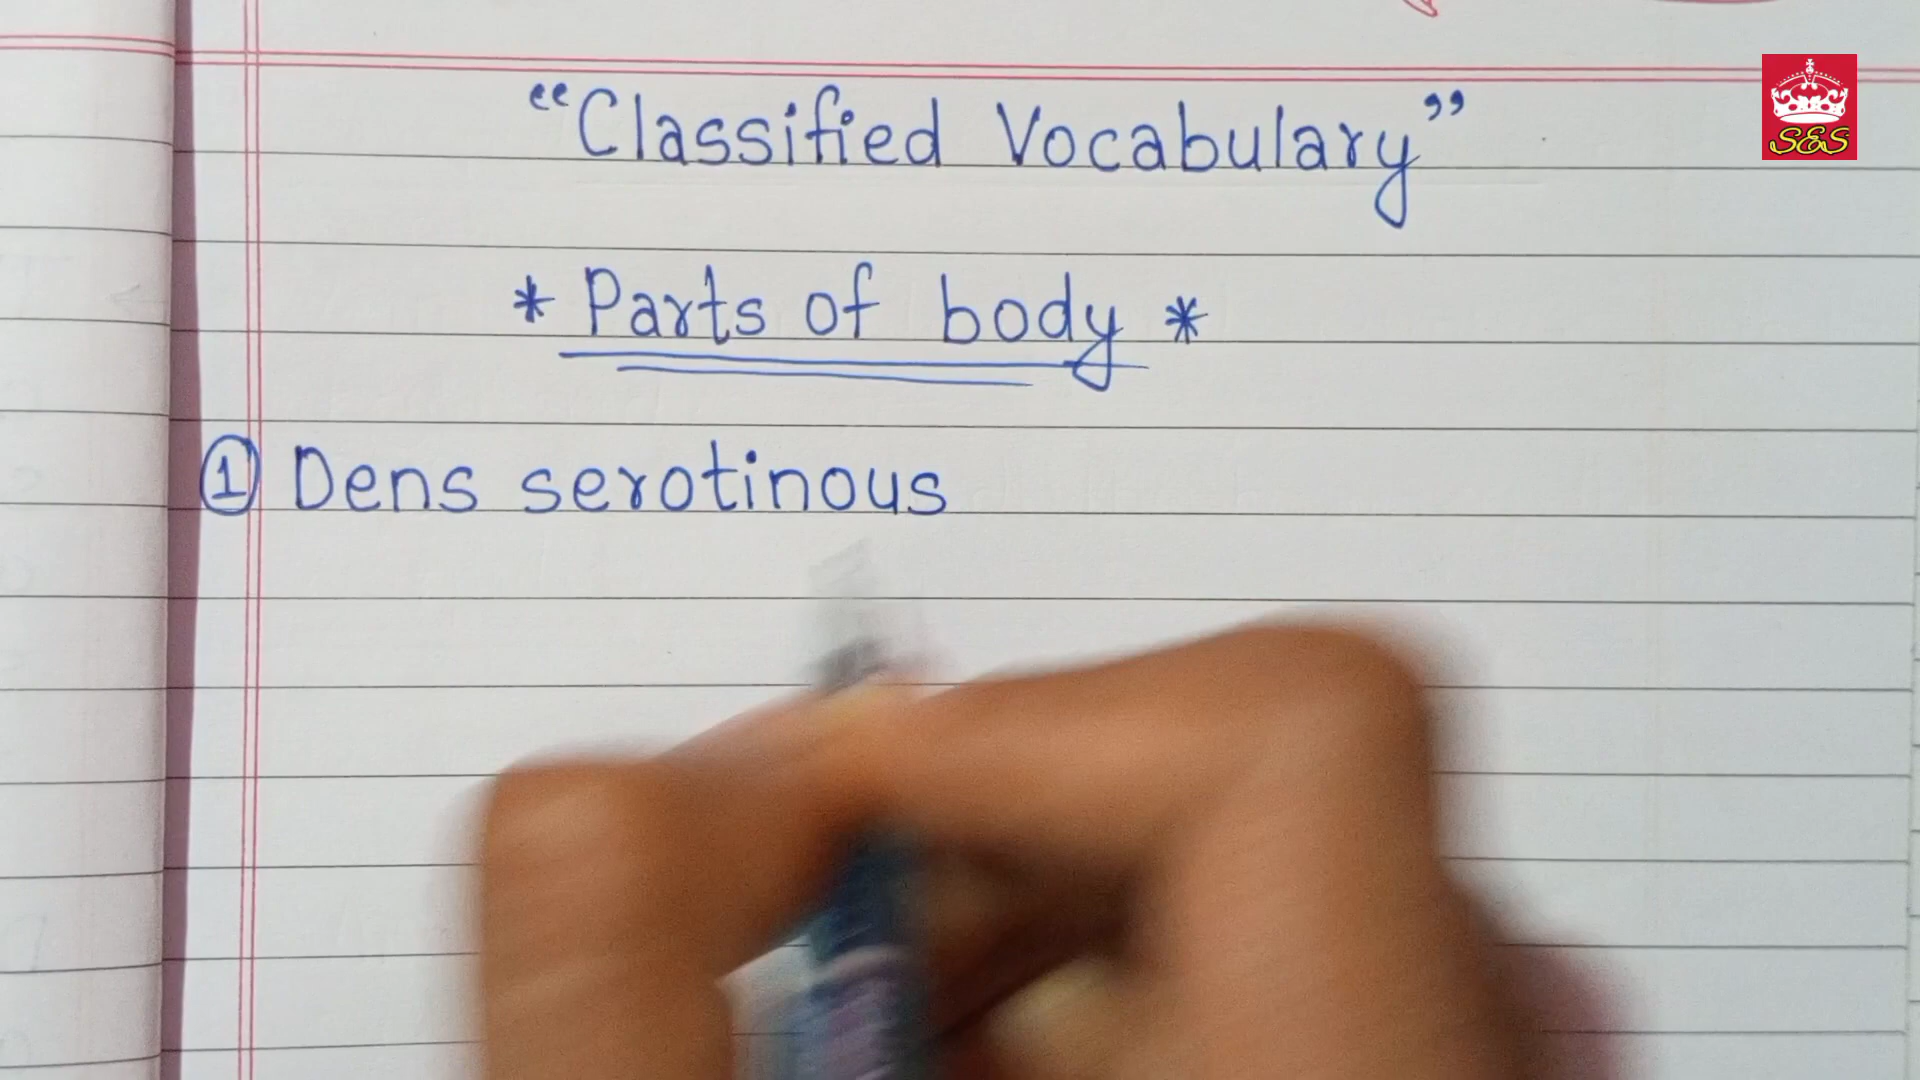 “Classified Vocabulary”
* Parts of body *
① Dens serotinous
S&S